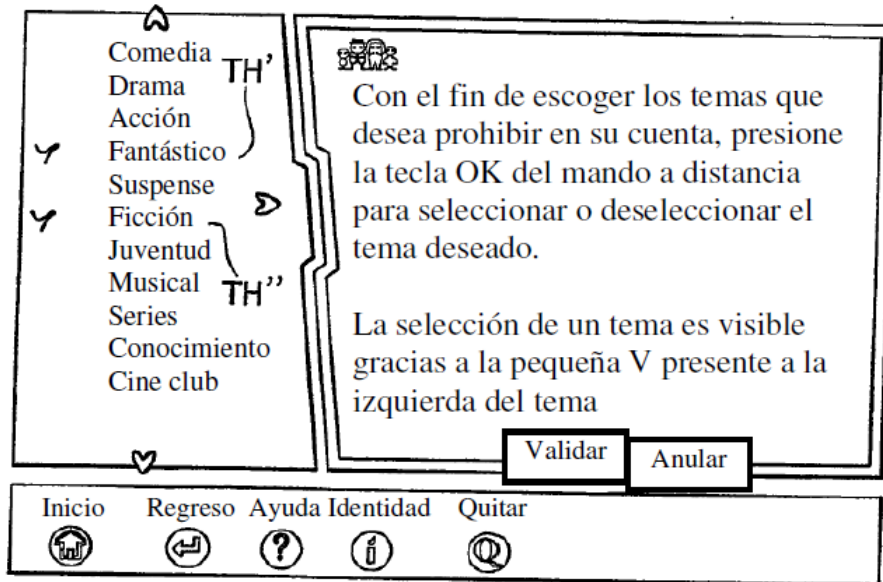 Comedia
TH'
Drama
Acción
Fantástico
Suspense
Ficción
Juventud
Musical
TH''
Series
Conocimiento
Cine club
Con el fin de escoger los temas que
desea prohibir en su cuenta, presione
la tecla OK del mando a distancia
para seleccionar o deseleccionar el
tema deseado.
La selección de un tema es visible
gracias a la pequeña V presente a la
izquierda del tema
Validar
Anular
Inicio
Regreso
Ayuda
Identidad
Quitar
?
i
Q